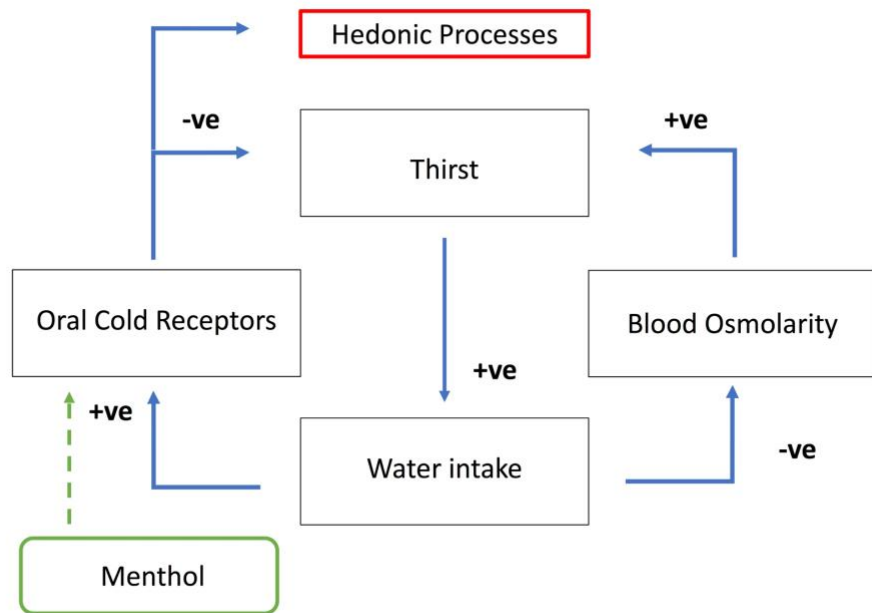 Hedonic Processes
-ve
+ve
Thirst
Oral Cold Receptors
Blood Osmolarity
+ve
+ve
Water intake
-ve
Menthol